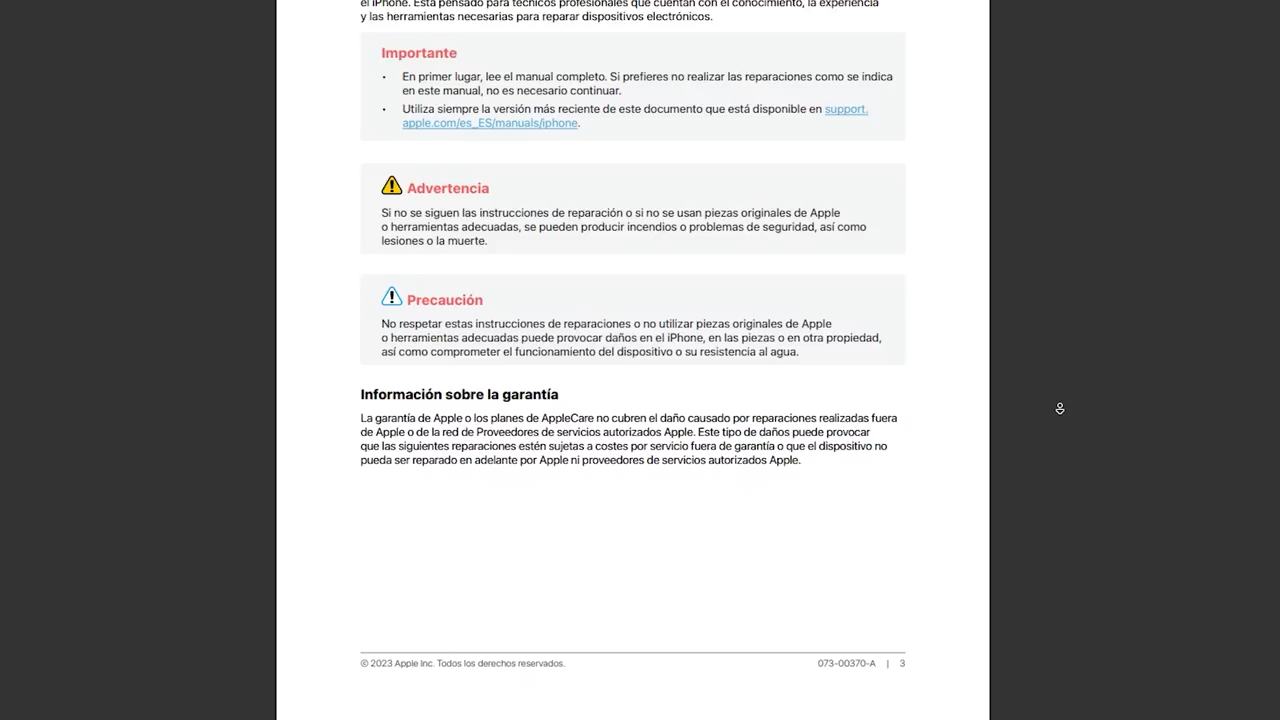 el iPhone. Está pensado para técnicos profesionales que cuentan con el conocimiento, la experiencia
y las herramientas necesarias para reparar dispositivos electrónicos.
Importante
• En primer lugar, lee el manual completo. Si prefieres no realizar las reparaciones como se indica
en este manual, no es necesario continuar.
• Utiliza siempre la versión más reciente de este documento que está disponible en support.
apple.com/es_ES/manuals/iphone.
Advertencia
Si no se siguen las instrucciones de reparación o si no se usan piezas originales de Apple
o herramientas adecuadas, se pueden producir incendios o problemas de seguridad, así como
lesiones o la muerte.
Precaución
No respetar estas instrucciones de reparaciones o no utilizar piezas originales de Apple
o herramientas adecuadas puede provocar daños en el iPhone, en las piezas o en otra propiedad,
así como comprometer el funcionamiento del dispositivo o su resistencia al agua.
Información sobre la garantía
La garantía de Apple o los planes de AppleCare no cubren el daño causado por reparaciones realizadas fuera
de Apple o de la red de Proveedores de servicios autorizados Apple. Este tipo de daños puede provocar
que las siguientes reparaciones estén sujetas a costes por servicio fuera de garantía o que el dispositivo no
pueda ser reparado en adelante por Apple ni proveedores de servicios autorizados Apple.
© 2023 Apple Inc. Todos los derechos reservados. 073-00370-A | 3